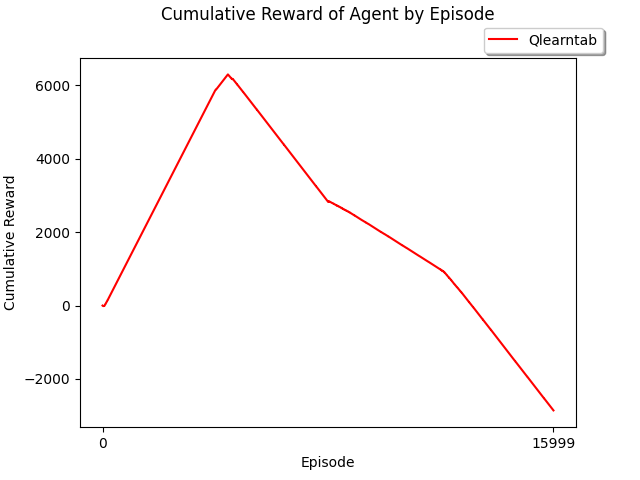 Cumulative Reward of Agent by Episode
Qlearntab
6000
4000
2000
0
−2000
Cumulative Reward
0
15999
Episode